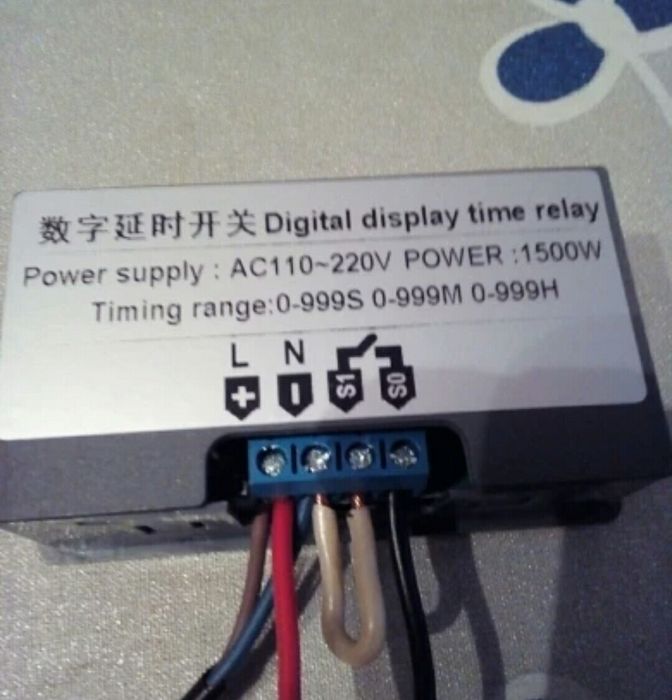 数字延时开关 Digital display time relay
Power supply : AC110~220V POWER :1500W
Timing range:0-999S 0-999M 0-999H
L N
+ - S1 S0